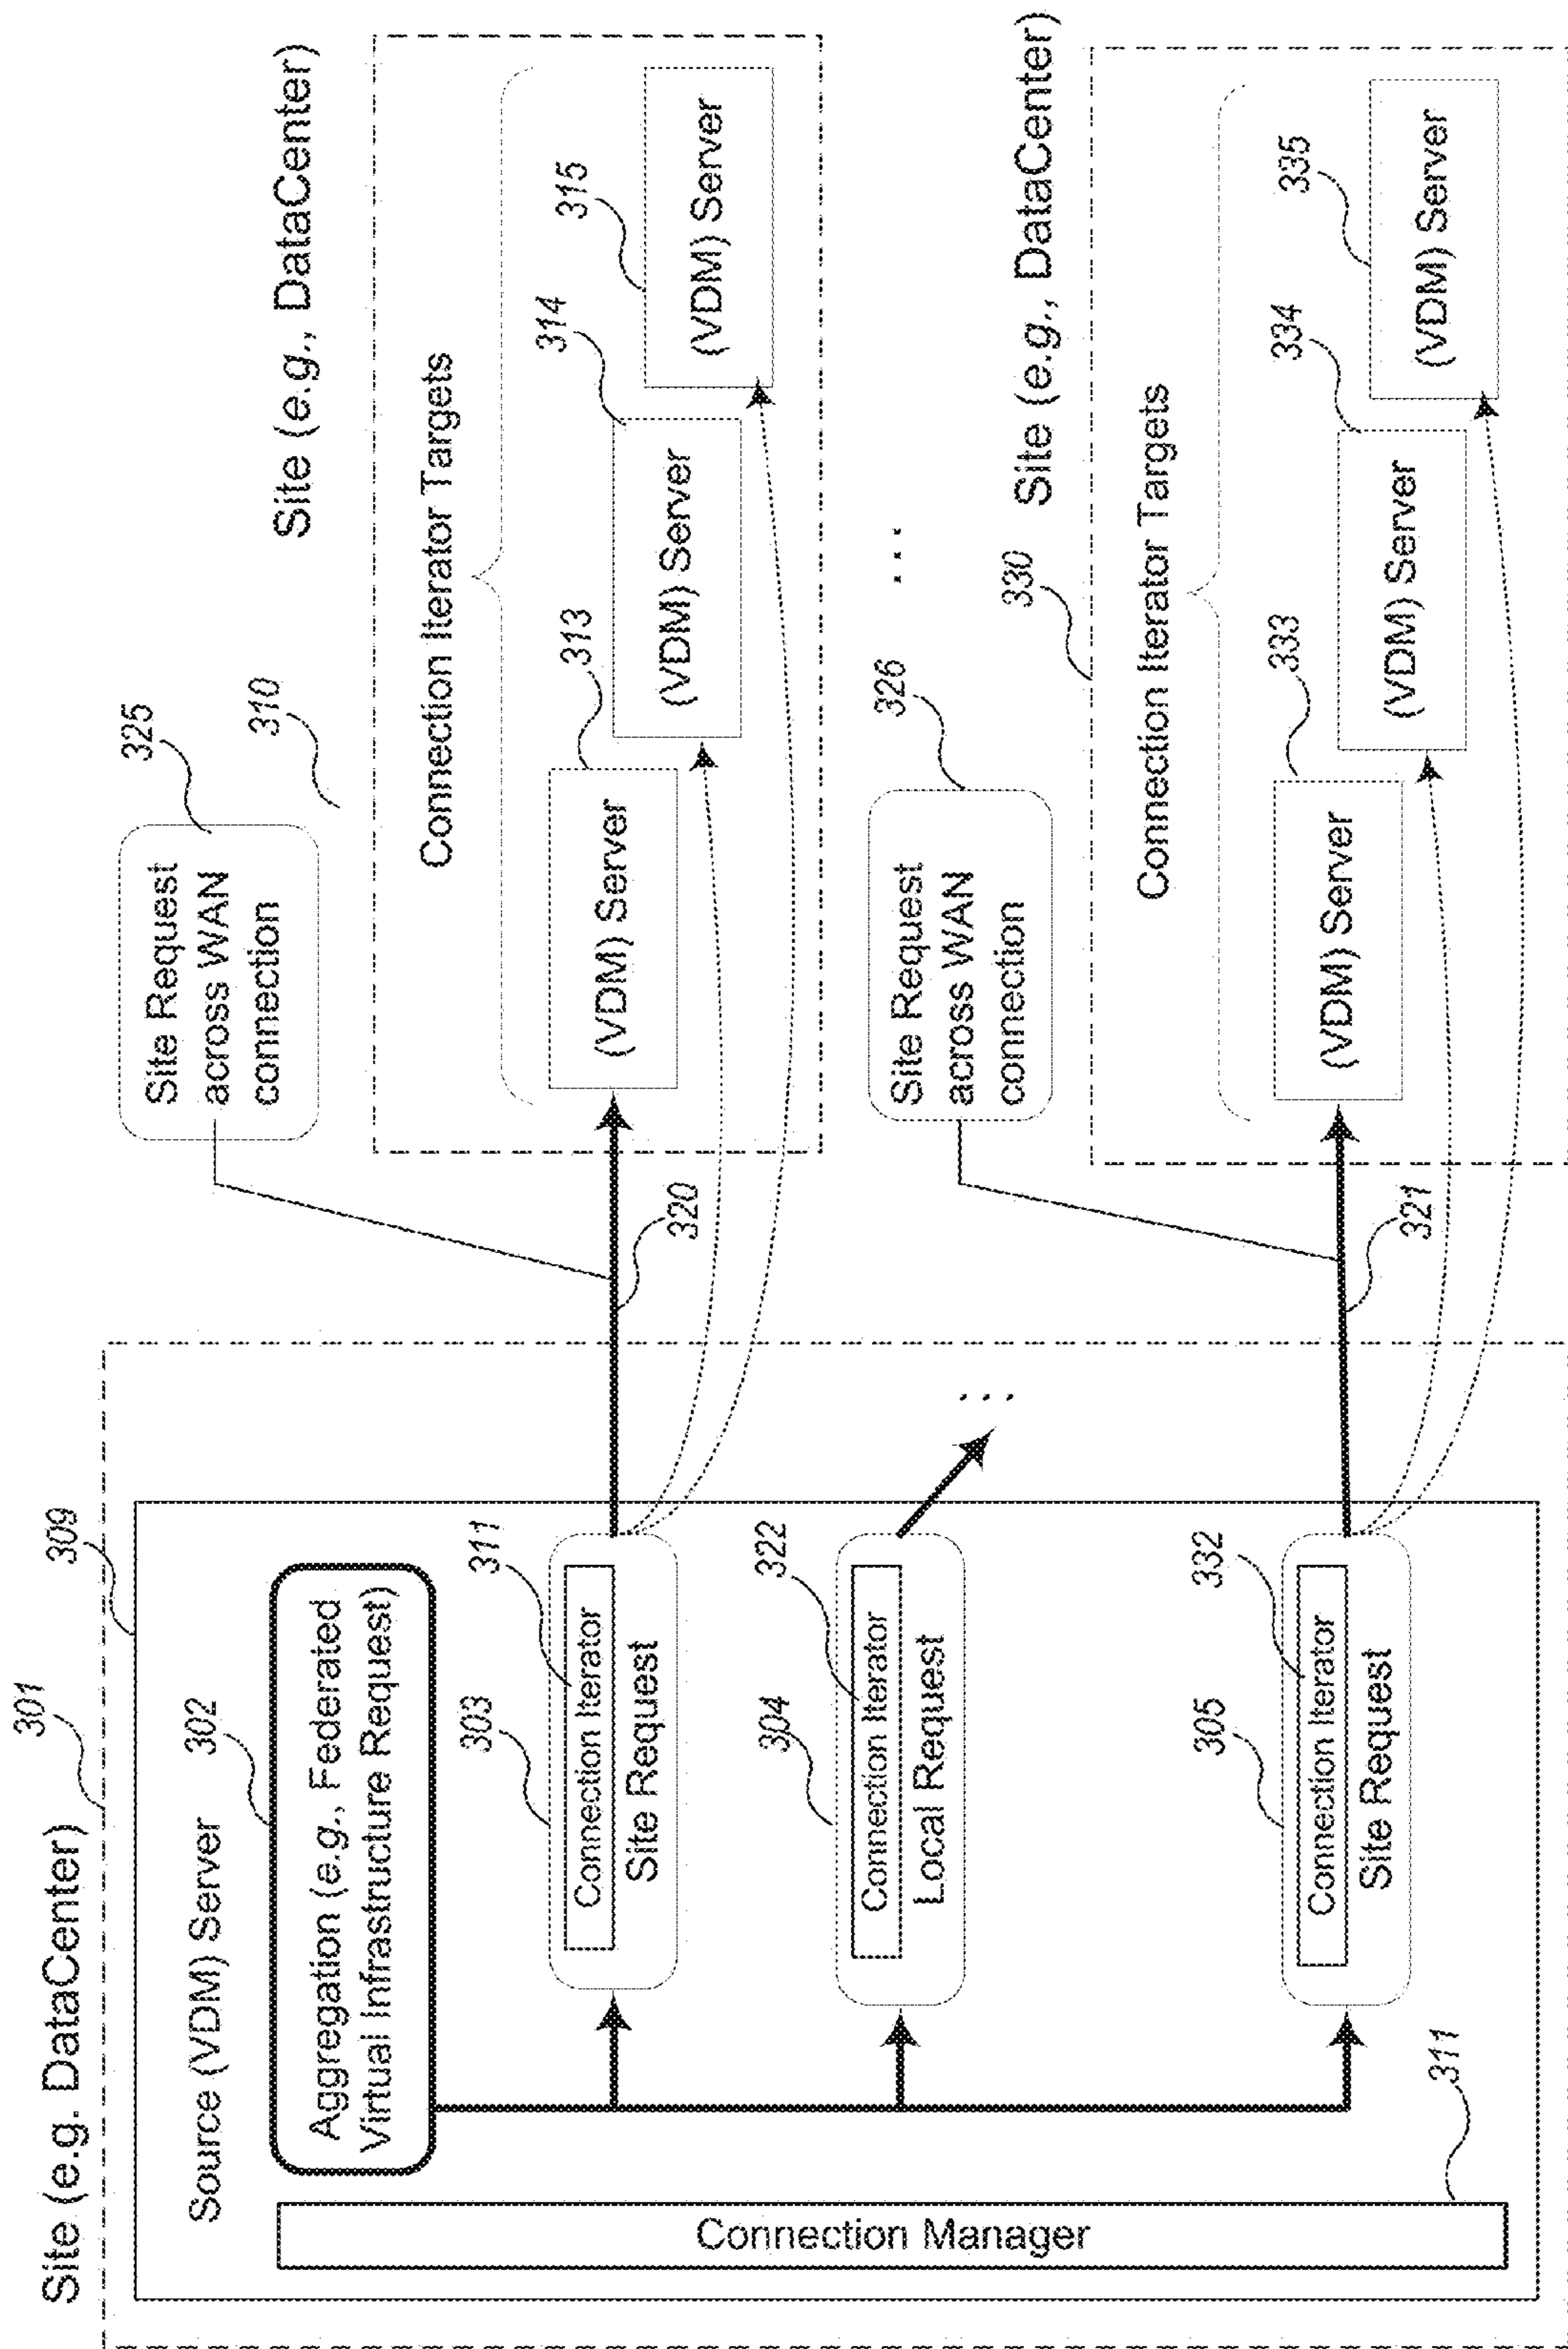 Site (e.g. DataCenter)
301
309
Source (VDM) Server
302
Aggregation (e.g., Federated
Virtual Infrastructure Request)
303
311
Connection Iterator
Site Request
304
322
Connection Iterator
Local Request
305
332
Connection Iterator
Site Request
Connection Manager
311
...
325
Site Request
across WAN
connection
320
310
Site (e.g., DataCenter)
Connection Iterator Targets
313
(VDM) Server
314
(VDM) Server
315
(VDM) Server
...
326
Site Request
across WAN
connection
321
330
Site (e.g., DataCenter)
Connection Iterator Targets
333
(VDM) Server
334
(VDM) Server
335
(VDM) Server